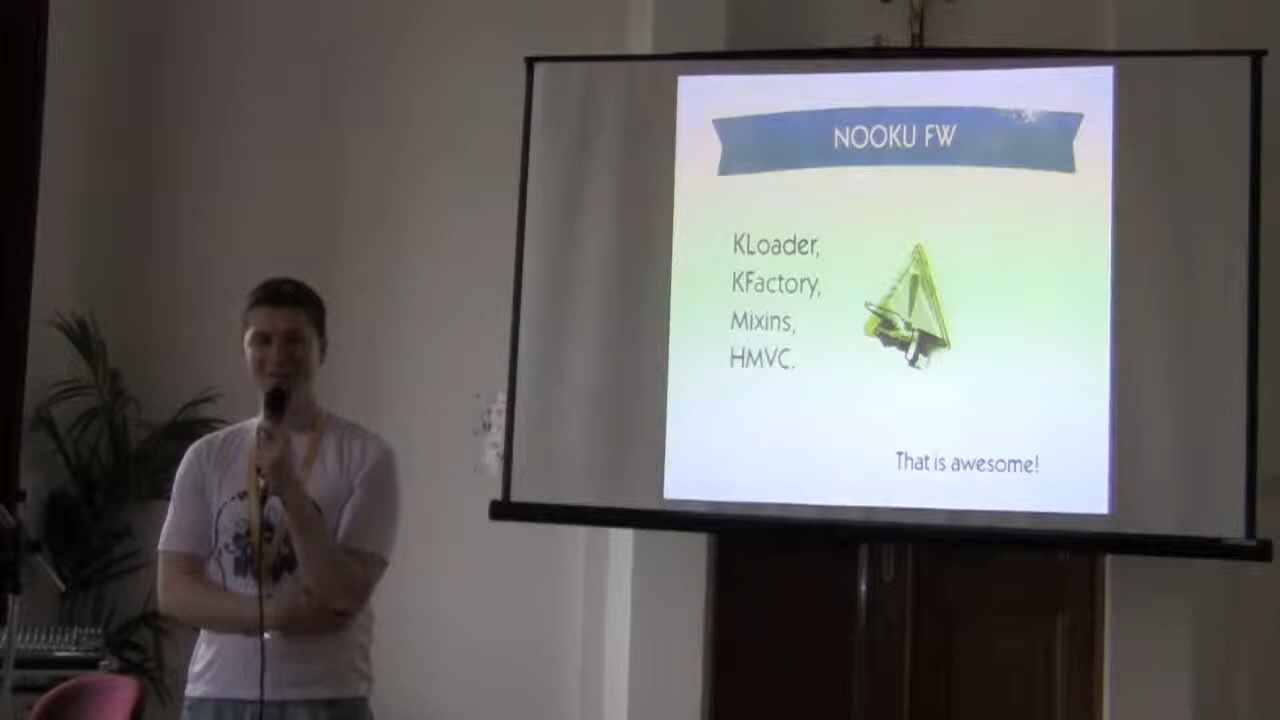 NOOKU FW
KLoader,
KFactory,
Mixins,
HMVC.
That is awesome!